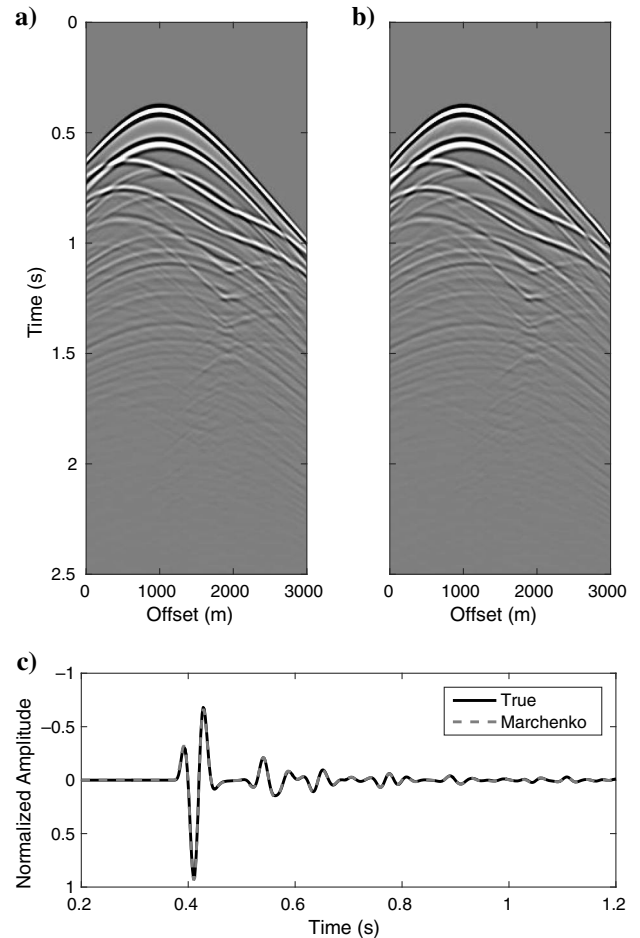 a)
b)
0
0.5
1
1.5
2
2.5
Time (s)
0 1000 2000 3000
Offset (m)
0 1000 2000 3000
Offset (m)
c)
–1
–0.5
0
0.5
1
Normalized Amplitude
True
Marchenko
0.2 0.4 0.6 0.8 1 1.2
Time (s)